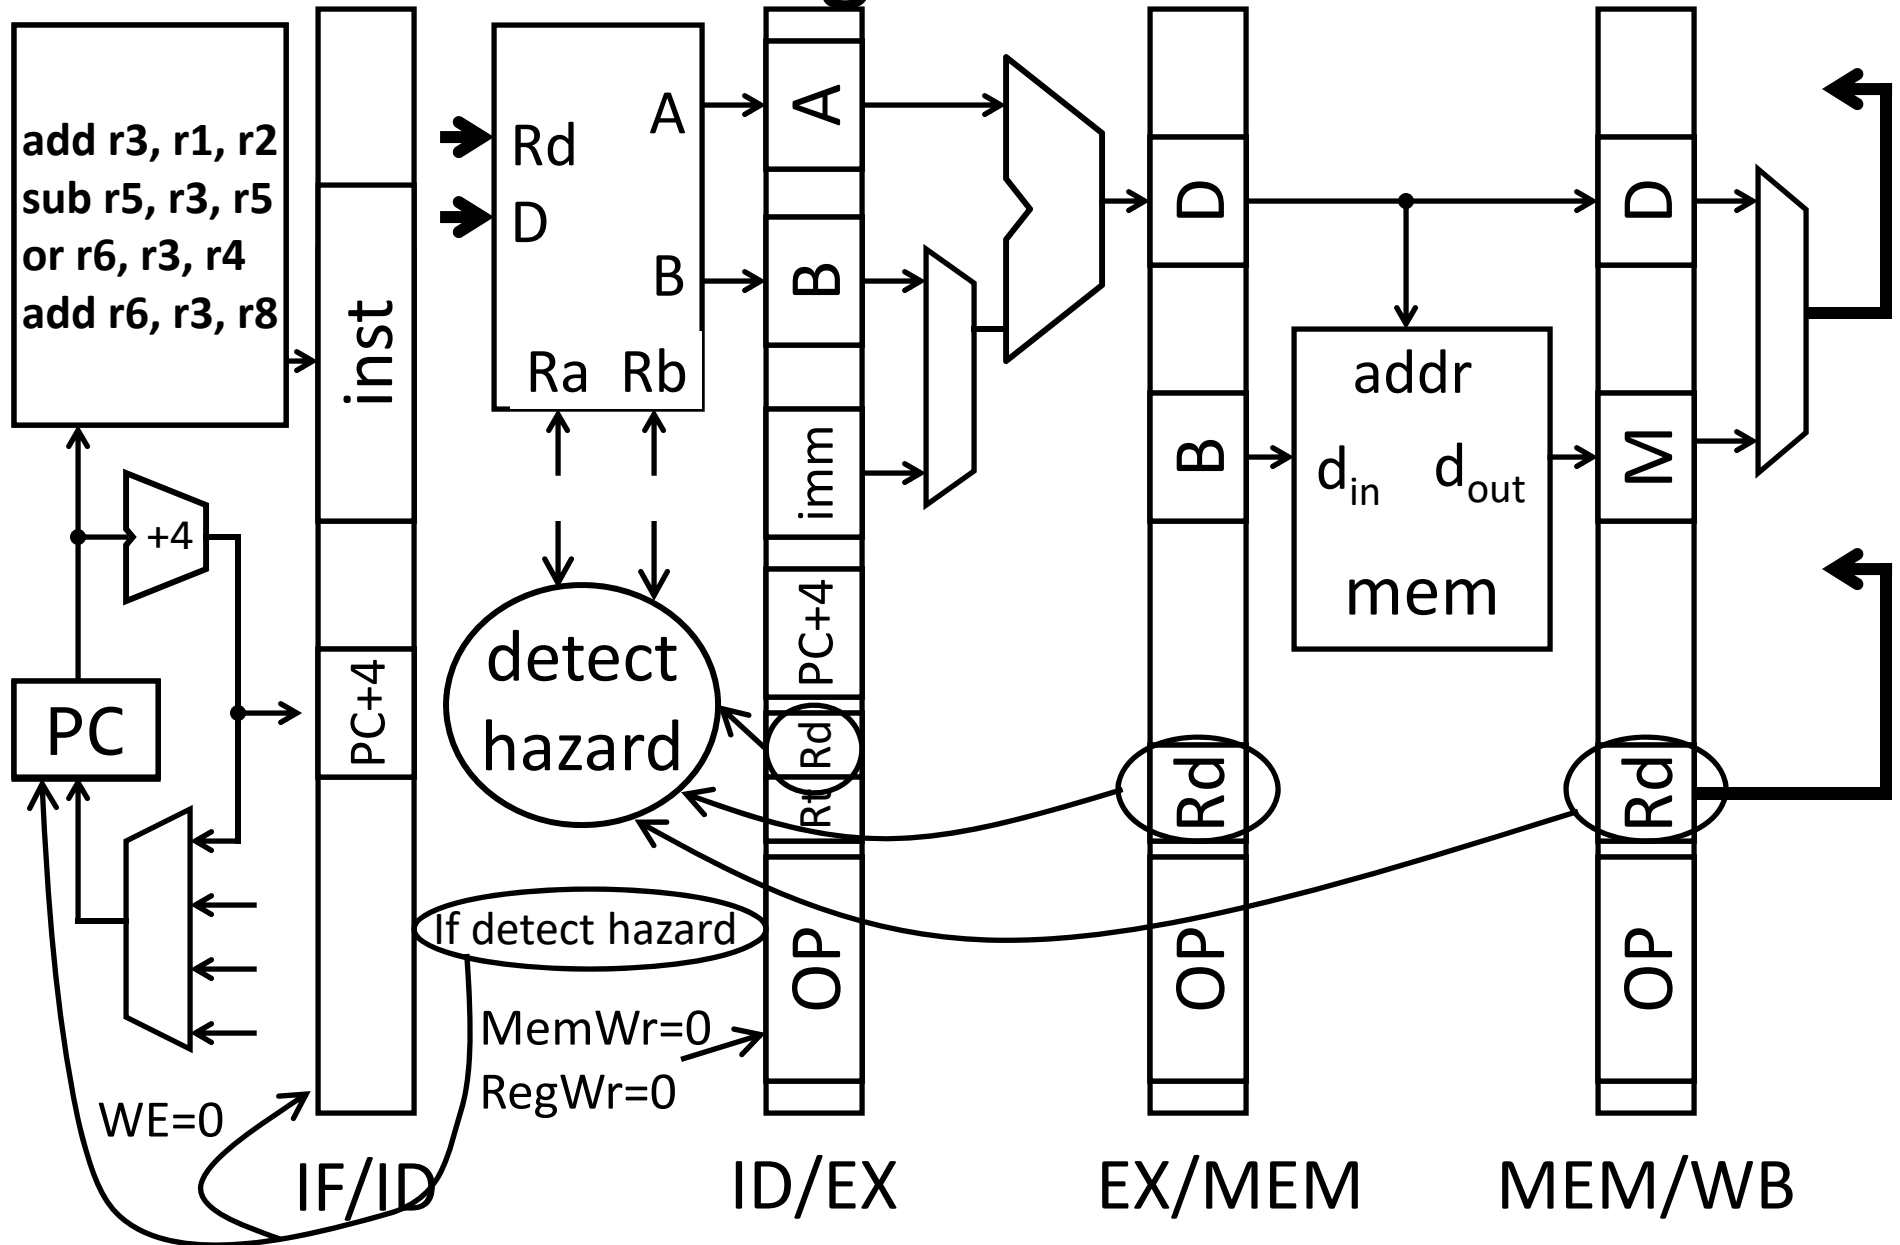 add r3, r1, r2
sub r5, r3, r5
or r6, r3, r4
add r6, r3, r8
+4
PC
inst
PC+4
WE=0
IF/ID
Rd
D
A
B
Ra Rb
detect
hazard
If detect hazard
MemWr=0
RegWr=0
A
B
imm
PC+4
Rd
Rt
OP
ID/EX
D
B
Rd
OP
EX/MEM
addr
din dout
mem
D
M
Rd
OP
MEM/WB